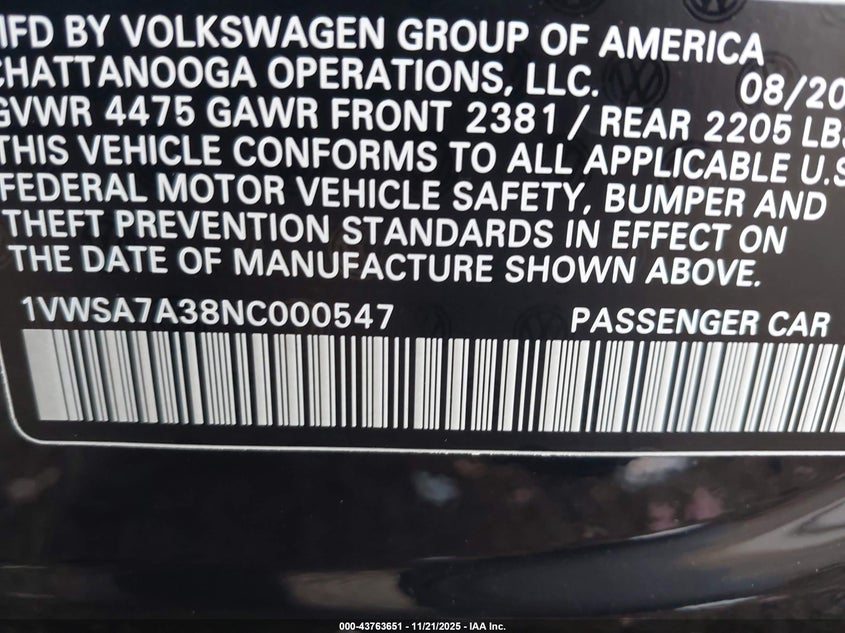 MFD BY VOLKSWAGEN GROUP OF AMERICA
CHATTANOOGA OPERATIONS, LLC. 08/20
GVWR 4475 GAWR FRONT 2381 / REAR 2205 LBS
THIS VEHICLE CONFORMS TO ALL APPLICABLE U.S
FEDERAL MOTOR VEHICLE SAFETY, BUMPER AND
THEFT PREVENTION STANDARDS IN EFFECT ON
THE DATE OF MANUFACTURE SHOWN ABOVE.
1VWSA7A38NC000547 PASSENGER CAR
000-43763651 - 11/21/2025 - IAA Inc.